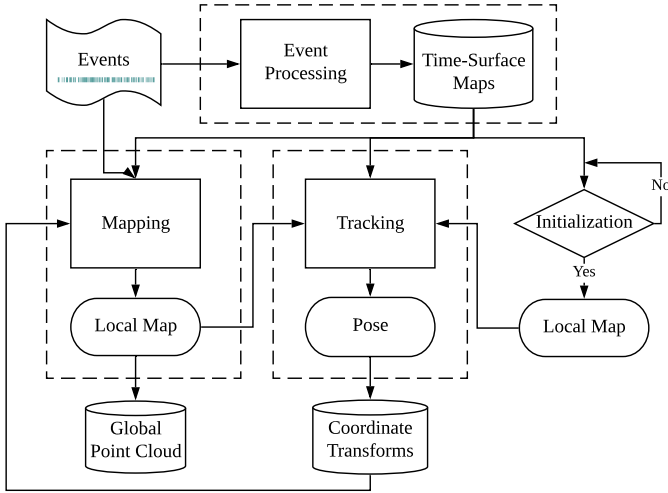 Events
Event
Processing
Time-Surface
Maps
Mapping
Tracking
Initialization
No
Yes
Local Map
Pose
Local Map
Global
Point Cloud
Coordinate
Transforms